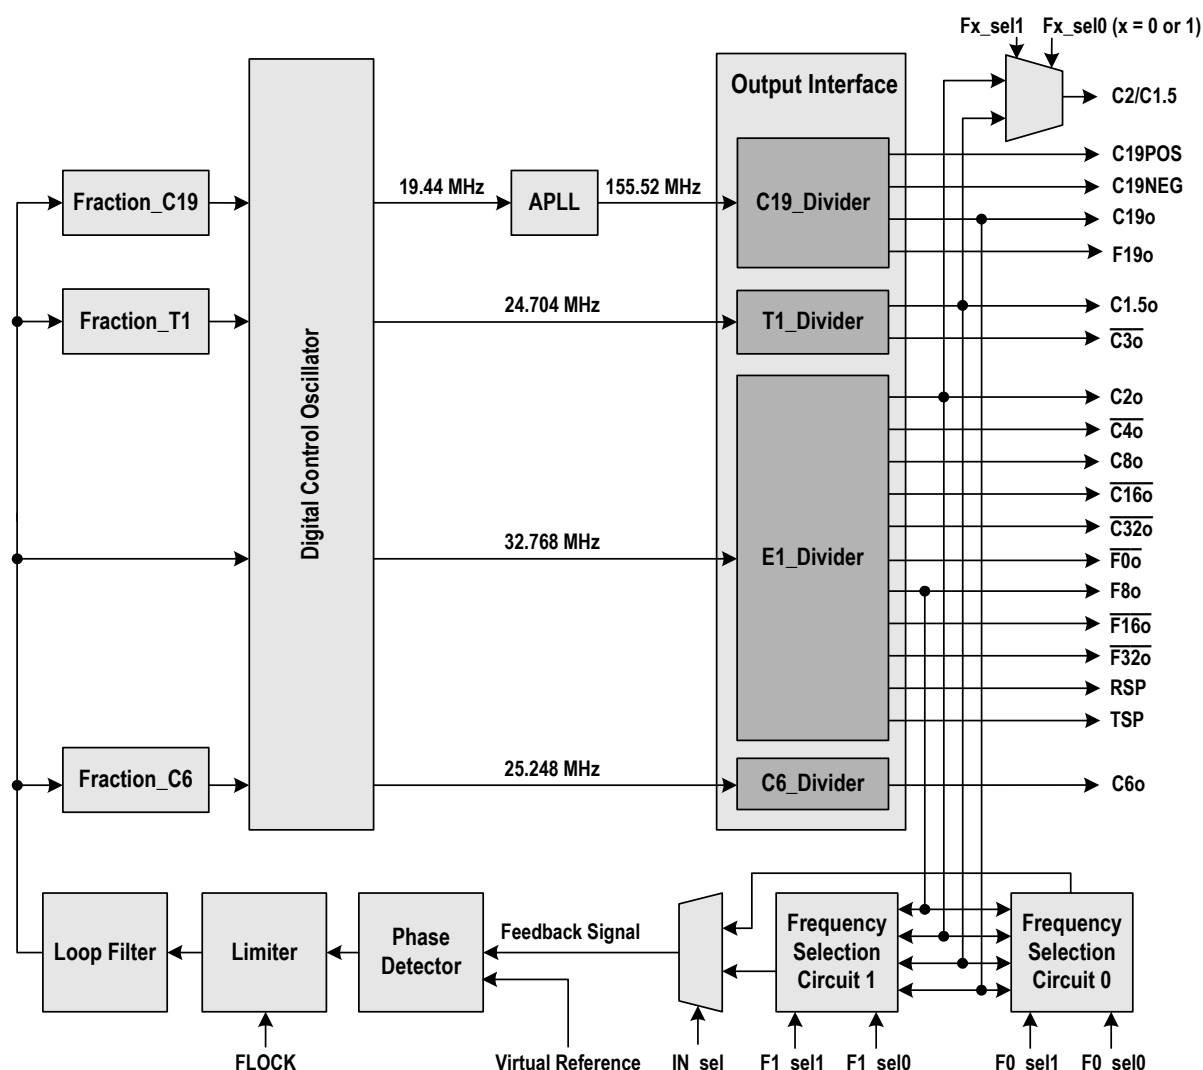 Fx_sel1
Fx_sel0 (x = 0 or 1)
Output Interface
C2/C1.5
C19POS
19.44 MHz
155.52 MHz
C19NEG
Fraction_C19
APLL
C19_Divider
C19o
F19o
24.704 MHz
C1.5o
Fraction_T1
T1_Divider
C3o
Digital Control Oscillator
C2o
C4o
C8o
C16o
C32o
32.768 MHz
E1_Divider
F0o
F8o
F16o
F32o
RSP
TSP
25.248 MHz
Fraction_C6
C6_Divider
C6o
Loop Filter
Limiter
Phase
Detector
Feedback Signal
Frequency
Selection
Circuit 1
Frequency
Selection
Circuit 0
FLOCK
Virtual Reference
IN_sel
F1_sel1
F1_sel0
F0_sel1
F0_sel0